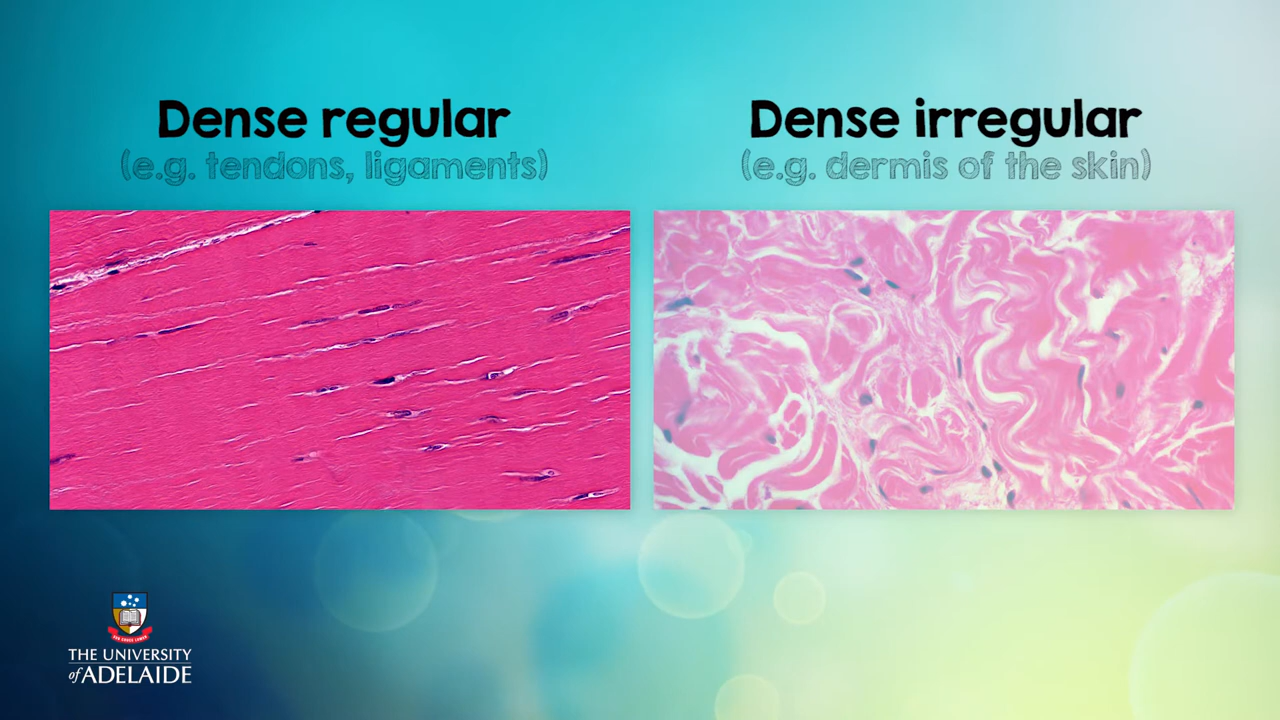 Dense regular
(e.g. tendons, ligaments)
Dense irregular
(e.g. dermis of the skin)
THE UNIVERSITY
of ADELAIDE